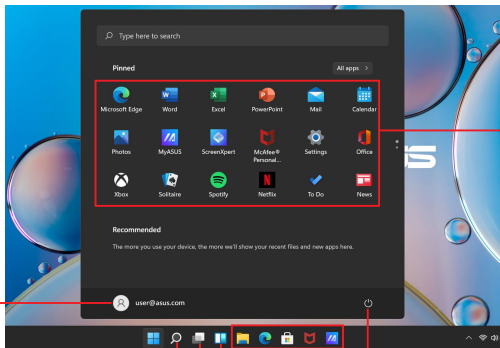 Type here to search
Pinned
All apps >
Microsoft Edge
Word
Excel
PowerPoint
Mail
Calendar
Photos
MyASUS
ScreenXpert
McAfee®
Personal...
Settings
Office
Xbox
Solitaire
Spotify
Netflix
To Do
News
Recommended
The more you use your device, the more we'll show your recent files and new apps here.
user@asus.com